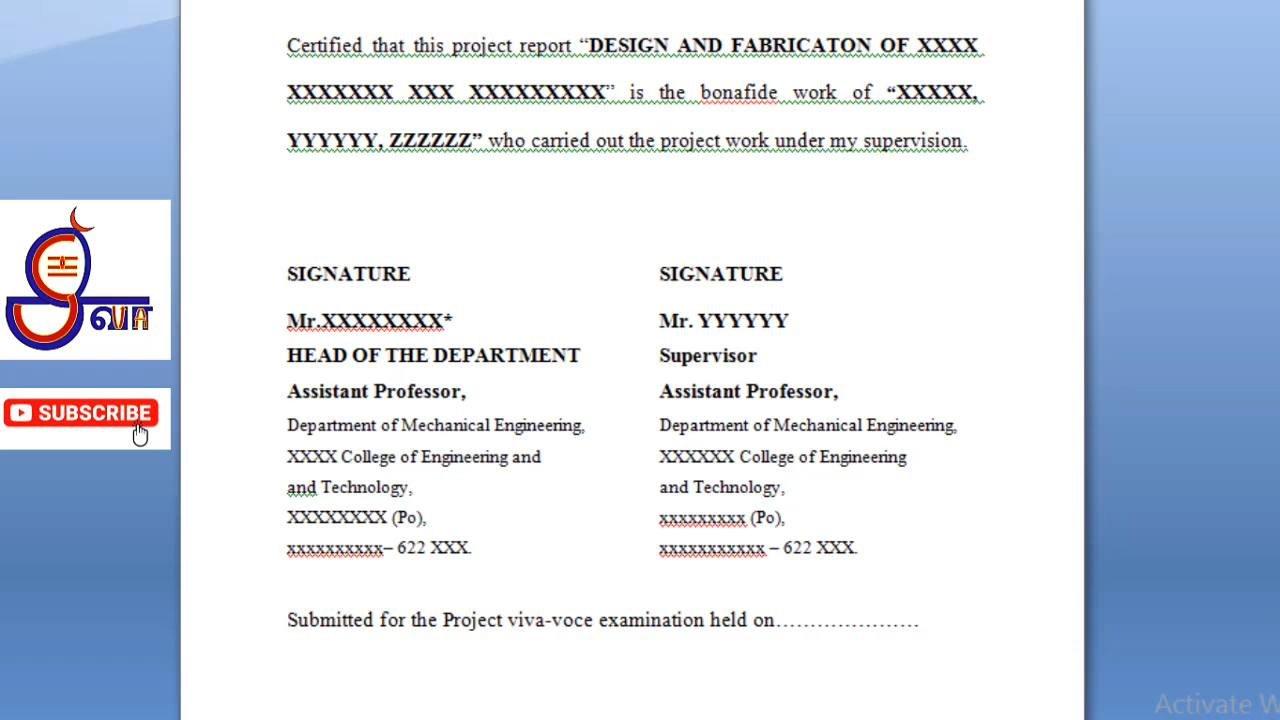 Certified that this project report “DESIGN AND FABRICATON OF XXXX
XXXXXXX XXX XXXXXXXXX” is the bonafide work of “XXXXX,
YYYYYY, ZZZZZZ” who carried out the project work under my supervision.
SIGNATURE
Mr.XXXXXXXX*
HEAD OF THE DEPARTMENT
Assistant Professor,
Department of Mechanical Engineering,
XXXX College of Engineering and
and Technology,
XXXXXXXX (Po),
xxxxxxxxxx– 622 XXX.
SIGNATURE
Mr. YYYYYY
Supervisor
Assistant Professor,
Department of Mechanical Engineering,
XXXXXX College of Engineering
and Technology,
xxxxxxxxx (Po),
xxxxxxxxxxx – 622 XXX.
Submitted for the Project viva-voce examination held on…………………
SUBSCRIBE
Activate